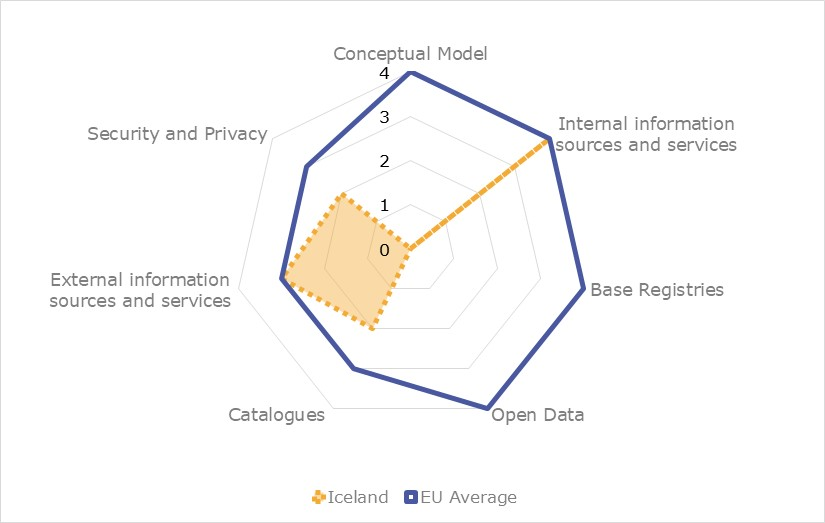 Conceptual Model
4
3
2
1
0
Internal information
sources and services
Security and Privacy
Base Registries
External information
sources and services
Open Data
Catalogues
Iceland
EU Average